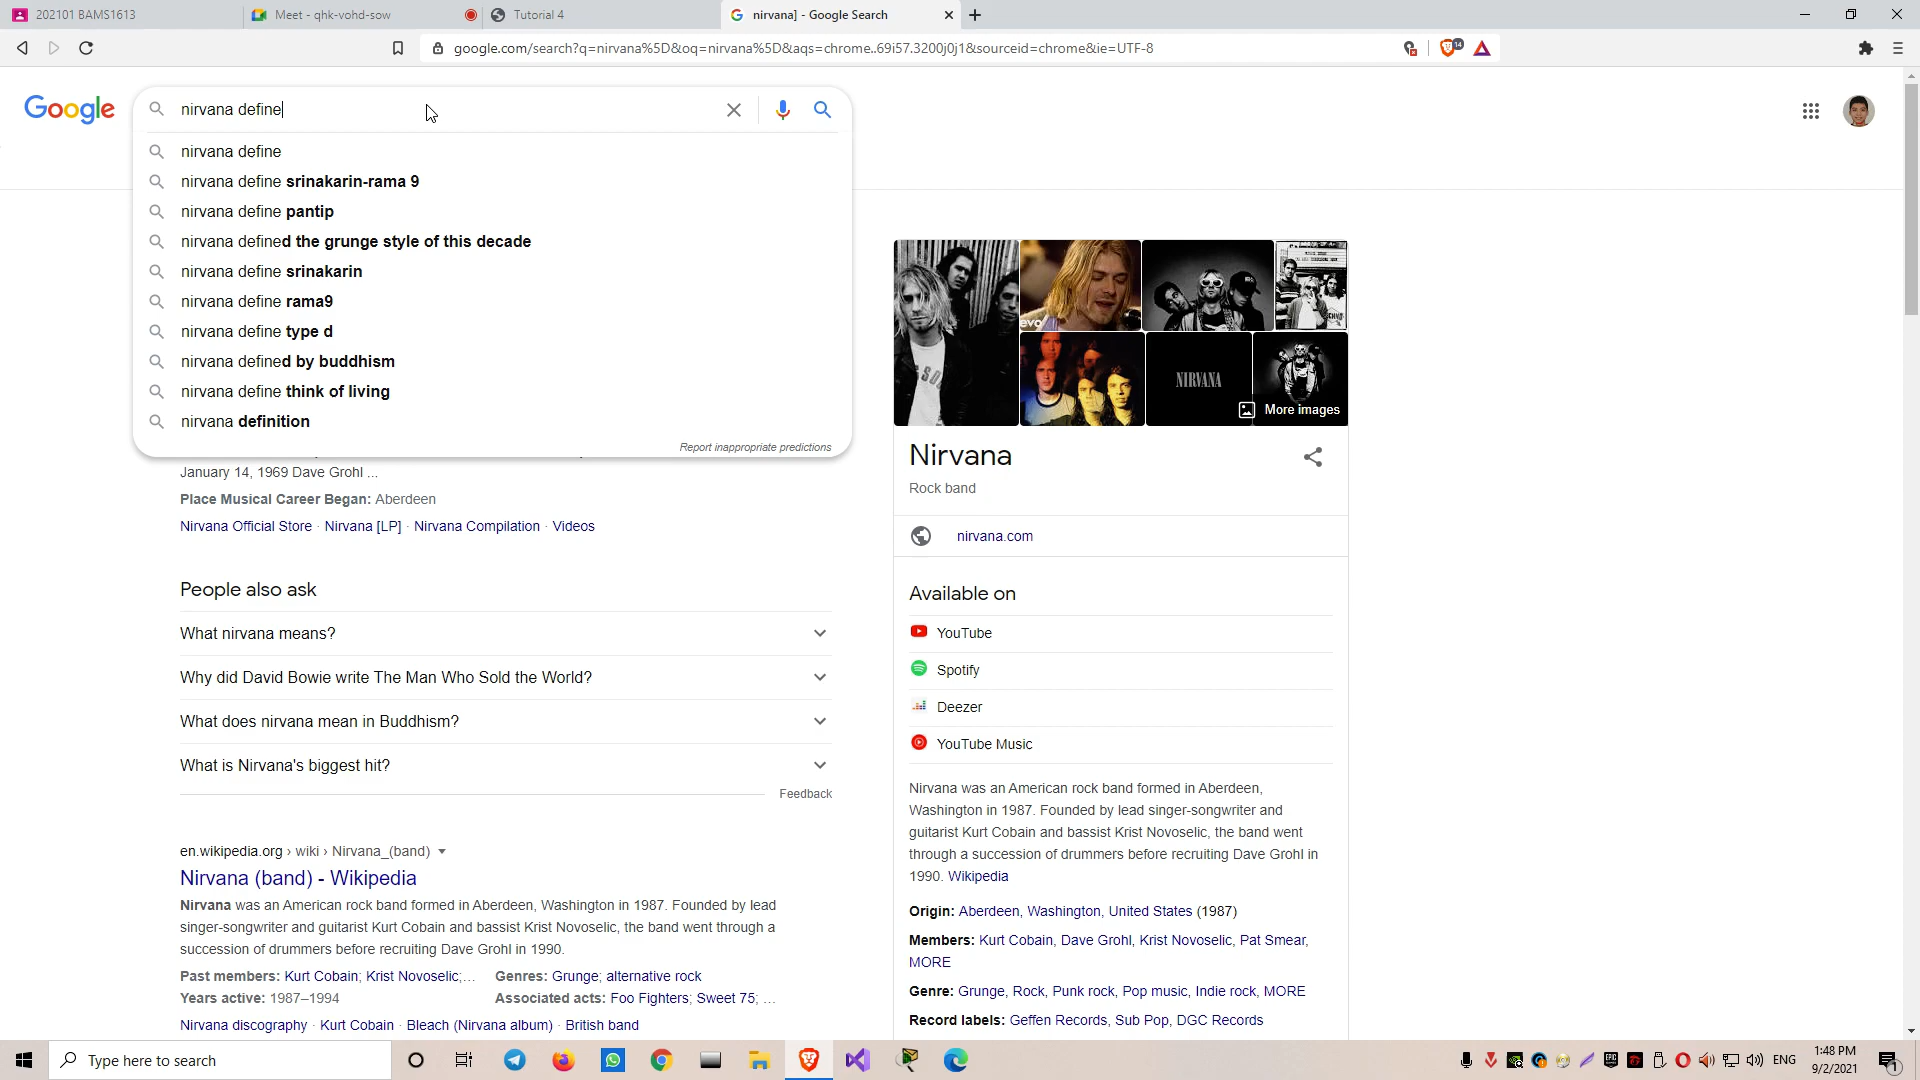 202101 BAMS1613
Meet - qhk-vohd-sow
Tutorial 4
nirvana] - Google Search
google.com/search?q=nirvana%5D&oq=nirvana%5D&aqs=chrome..69i57.3200j0j1&sourceid=chrome&ie=UTF-8
14
Google
nirvana define
nirvana define
nirvana define srinakarin-rama 9
nirvana define pantip
nirvana defined the grunge style of this decade
nirvana define srinakarin
nirvana define rama9
nirvana define type d
nirvana defined by buddhism
nirvana define think of living
nirvana definition
Report inappropriate predictions
January 14, 1969 Dave Grohl ...
Place Musical Career Began: Aberdeen
Nirvana Official Store · Nirvana [LP] · Nirvana Compilation · Videos
People also ask
What nirvana means?
Why did David Bowie write The Man Who Sold the World?
What does nirvana mean in Buddhism?
What is Nirvana's biggest hit?
Feedback
en.wikipedia.org › wiki › Nirvana_(band)
Nirvana (band) - Wikipedia
Nirvana was an American rock band formed in Aberdeen, Washington in 1987. Founded by lead
singer-songwriter and guitarist Kurt Cobain and bassist Krist Novoselic, the band went through a
succession of drummers before recruiting Dave Grohl in 1990.
Past members: Kurt Cobain; Krist Novoselic;... Genres: Grunge; alternative rock
Years active: 1987–1994 Associated acts: Foo Fighters; Sweet 75; ...
Nirvana discography · Kurt Cobain · Bleach (Nirvana album) · British band
NIRVANA
More images
Nirvana
Rock band
nirvana.com
Available on
YouTube
Spotify
Deezer
YouTube Music
Nirvana was an American rock band formed in Aberdeen,
Washington in 1987. Founded by lead singer-songwriter and
guitarist Kurt Cobain and bassist Krist Novoselic, the band went
through a succession of drummers before recruiting Dave Grohl in
1990. Wikipedia
Origin: Aberdeen, Washington, United States (1987)
Members: Kurt Cobain, Dave Grohl, Krist Novoselic, Pat Smear,
MORE
Genre: Grunge, Rock, Punk rock, Pop music, Indie rock, MORE
Record labels: Geffen Records, Sub Pop, DGC Records
Type here to search
ENG
1:48 PM
9/2/2021
1